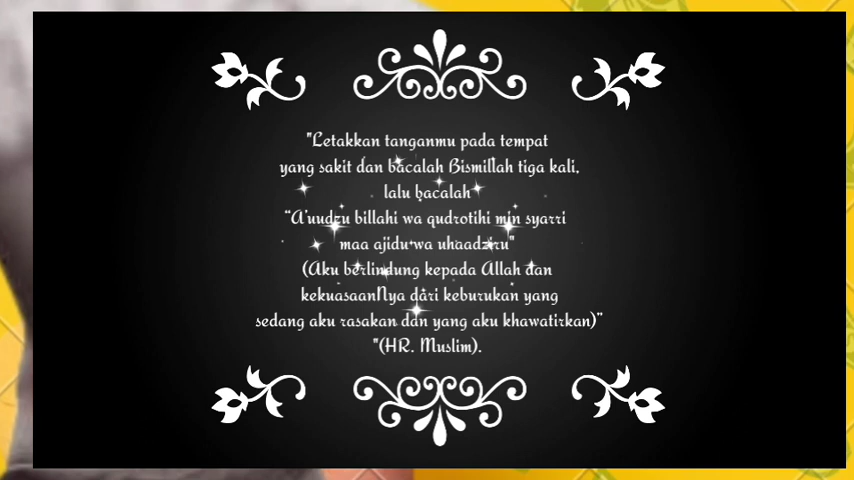 "Letakkan tanganmu pada tempat
yang sakit dan bacalah Bismillah tiga kali,
lalu bacalah
"A'uudzu billahi wa qudrotihi min syarri
maa ajidu wa uhaadziru"
(Aku berlindung kepada Allah dan
kekuasaanNya dari keburukan yang
sedang aku rasakan dan yang aku khawatirkan)"
"(HR. Muslim).